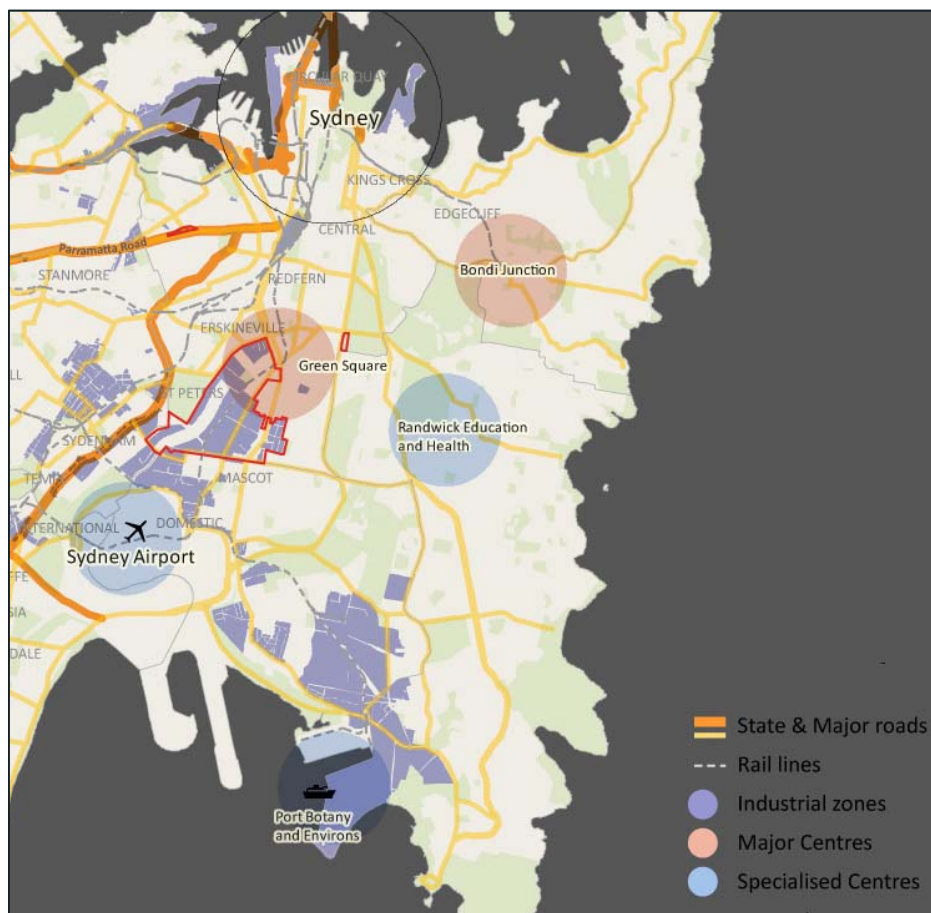 CIRCULAR QUAY
Sydney
KINGS CROSS
EDGECLIFF
CENTRAL
Parramatta Road
STANMORE
REDFERN
Bondi Junction
ERSKINEVILLE
Green Square
ST PETERS
Randwick Education
and Health
SYDENHAM
MASCOT
INTERNATIONAL
DOMESTIC
Sydney Airport
DALE
State & Major roads
Rail lines
Industrial zones
Port Botany
and Environs
Major Centres
Specialised Centres